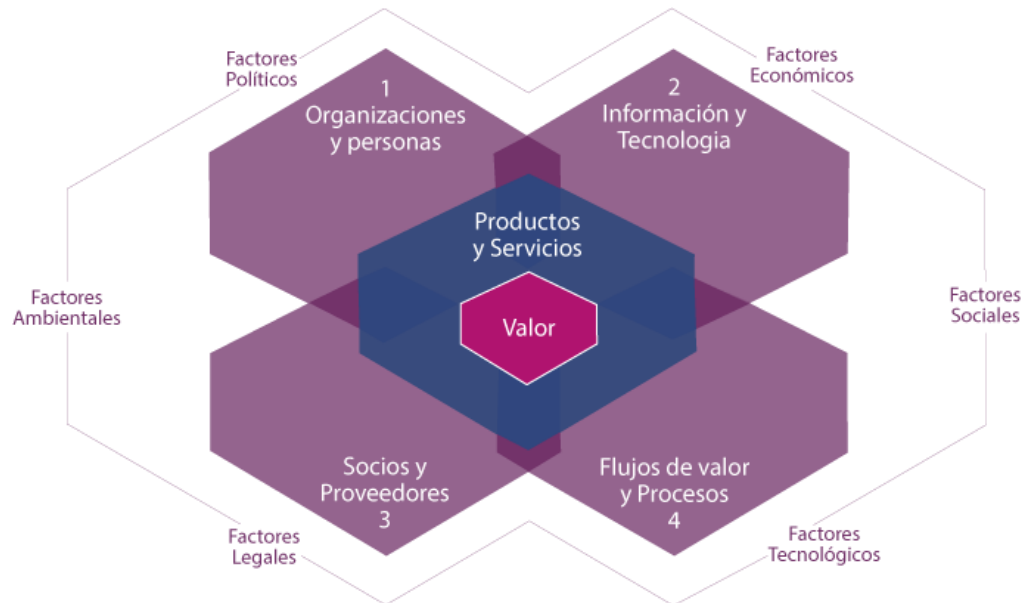 Factores
Políticos
Factores
Económicos
1
Organizaciones
y personas
2
Información y
Tecnologia
Productos
y Servicios
Factores
Ambientales
Valor
Factores
Sociales
Socios y
Proveedores
3
Flujos de valor
y Procesos
4
Factores
Legales
Factores
Tecnológicos